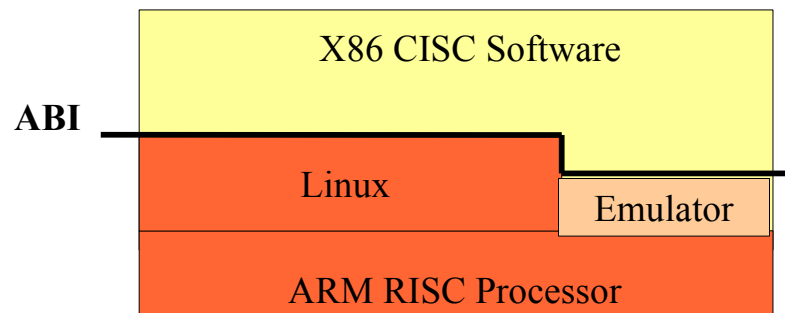 X86 CISC Software
ABI
Linux
Emulator
ARM RISC Processor